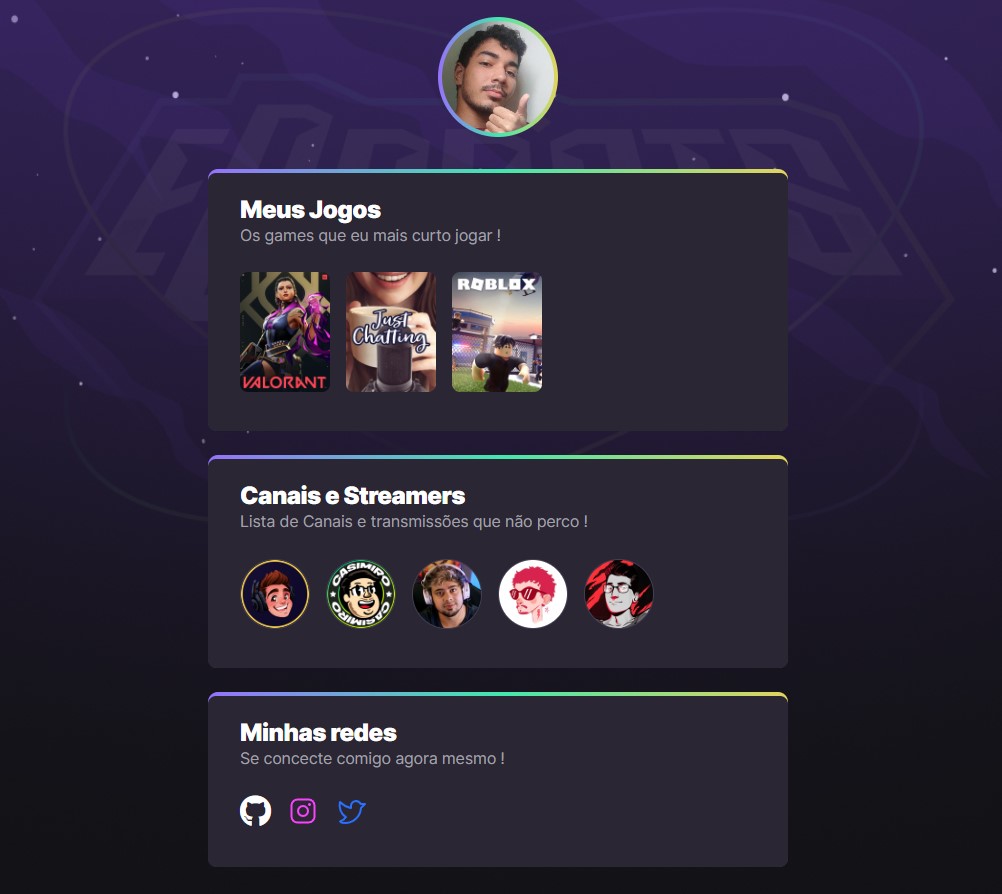 ESPORTS
Meus Jogos
Os games que eu mais curto jogar !
VALORANT
Just
Chatting
ROBLOX
Canais e Streamers
Lista de Canais e transmissões que não perco !
CASIMIRO
CASIMIRO
Minhas redes
Se concecte comigo agora mesmo !